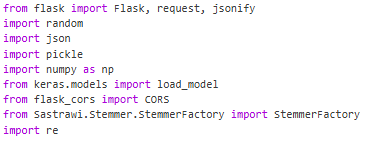 from flask import Flask, request, jsonify
import random
import json
import pickle
import numpy as np
from keras.models import load_model
from flask_cors import CORS
from Sastrawi.Stemmer.StemmerFactory import StemmerFactory
import re